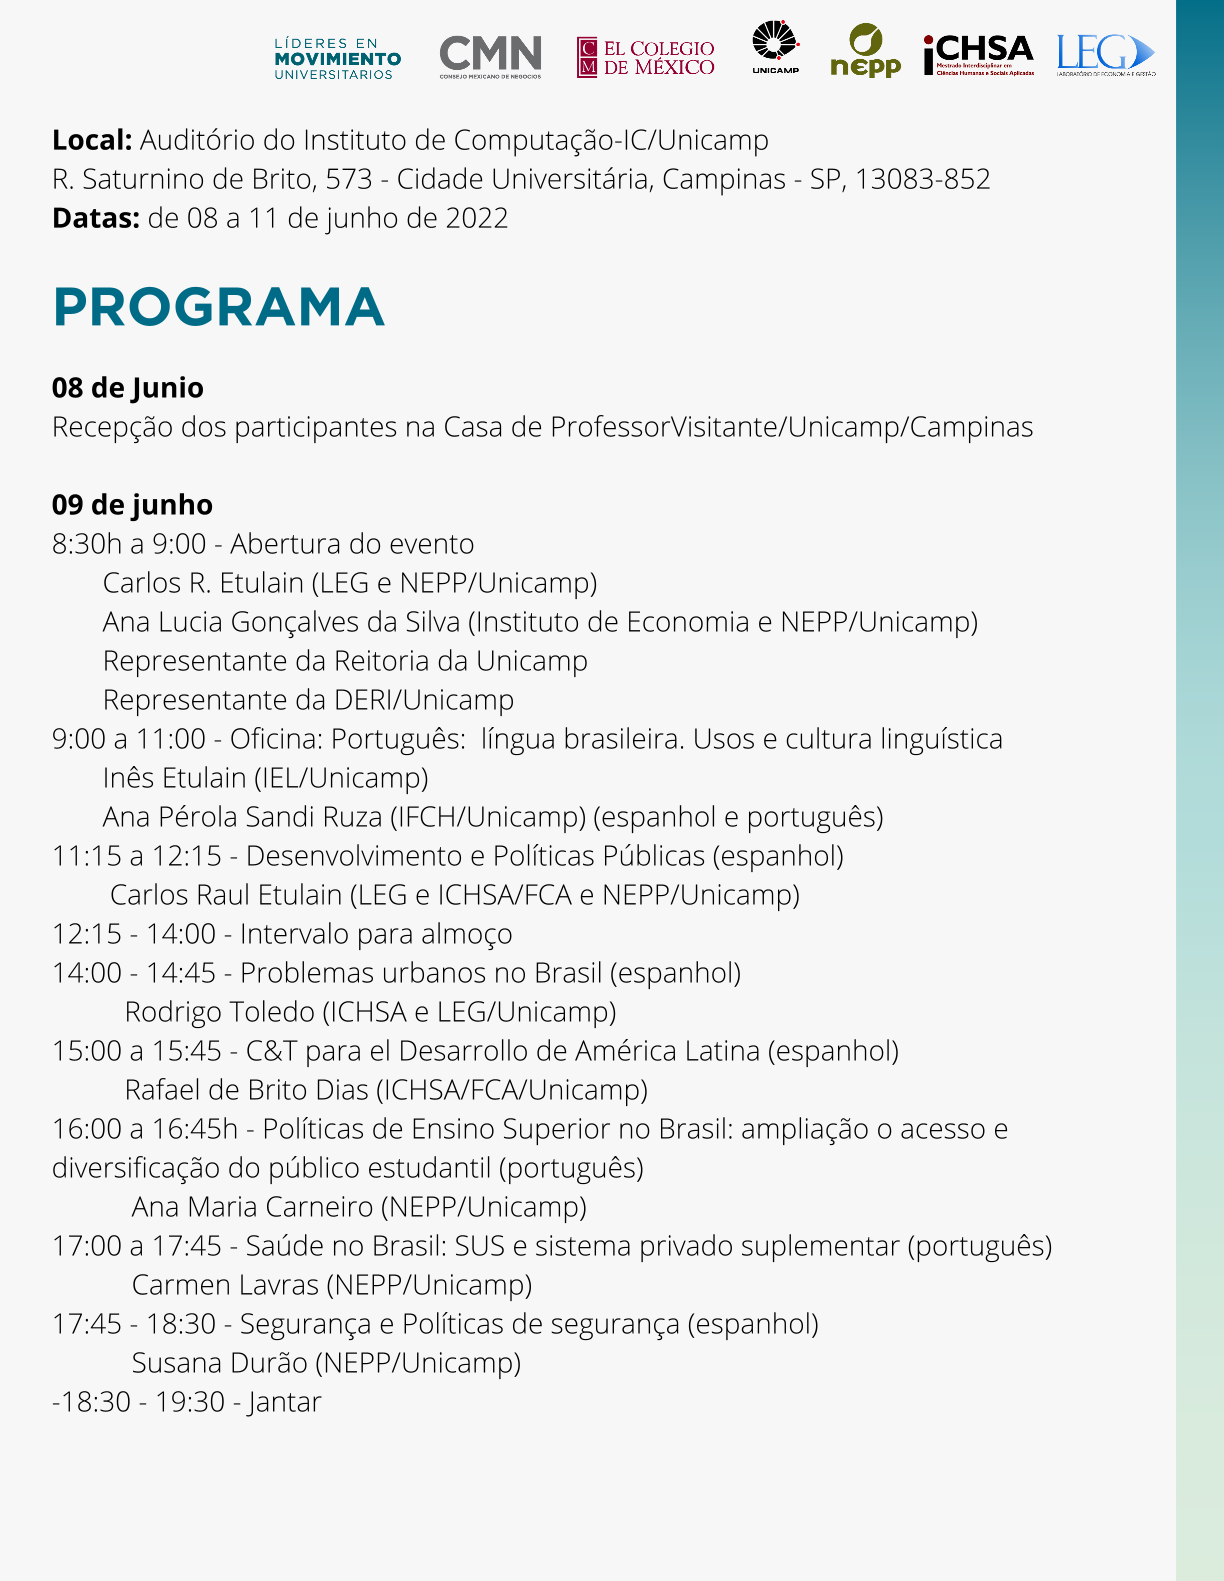 LÍDERES EN
MOVIMIENTO
UNIVERSITARIOS
CMN
CONSEJO MEXICANO DE NEGOCIOS
C M
EL COLEGIO
DE MÉXICO
UNICAMP
nepp
iCHSA
Mestrado Interdisciplinar em
Ciências Humanas e Sociais Aplicadas
LEG
LABORATÓRIO DE ECONOMIA E GESTÃO
Local: Auditório do Instituto de Computação-IC/Unicamp
R. Saturnino de Brito, 573 - Cidade Universitária, Campinas - SP, 13083-852
Datas: de 08 a 11 de junho de 2022
PROGRAMA
08 de Junio
Recepção dos participantes na Casa de ProfessorVisitante/Unicamp/Campinas
09 de junho
8:30h a 9:00 - Abertura do evento
Carlos R. Etulain (LEG e NEPP/Unicamp)
Ana Lucia Gonçalves da Silva (Instituto de Economia e NEPP/Unicamp)
Representante da Reitoria da Unicamp
Representante da DERI/Unicamp
9:00 a 11:00 - Oficina: Português:  língua brasileira. Usos e cultura linguística
Inês Etulain (IEL/Unicamp)
Ana Pérola Sandi Ruza (IFCH/Unicamp) (espanhol e português)
11:15 a 12:15 - Desenvolvimento e Políticas Públicas (espanhol)
Carlos Raul Etulain (LEG e ICHSA/FCA e NEPP/Unicamp)
12:15 - 14:00 - Intervalo para almoço
14:00 - 14:45 - Problemas urbanos no Brasil (espanhol)
Rodrigo Toledo (ICHSA e LEG/Unicamp)
15:00 a 15:45 - C&T para el Desarrollo de América Latina (espanhol)
Rafael de Brito Dias (ICHSA/FCA/Unicamp)
16:00 a 16:45h - Políticas de Ensino Superior no Brasil: ampliação o acesso e
diversificação do público estudantil (português)
Ana Maria Carneiro (NEPP/Unicamp)
17:00 a 17:45 - Saúde no Brasil: SUS e sistema privado suplementar (português)
Carmen Lavras (NEPP/Unicamp)
17:45 - 18:30 - Segurança e Políticas de segurança (espanhol)
Susana Durão (NEPP/Unicamp)
-18:30 - 19:30 - Jantar